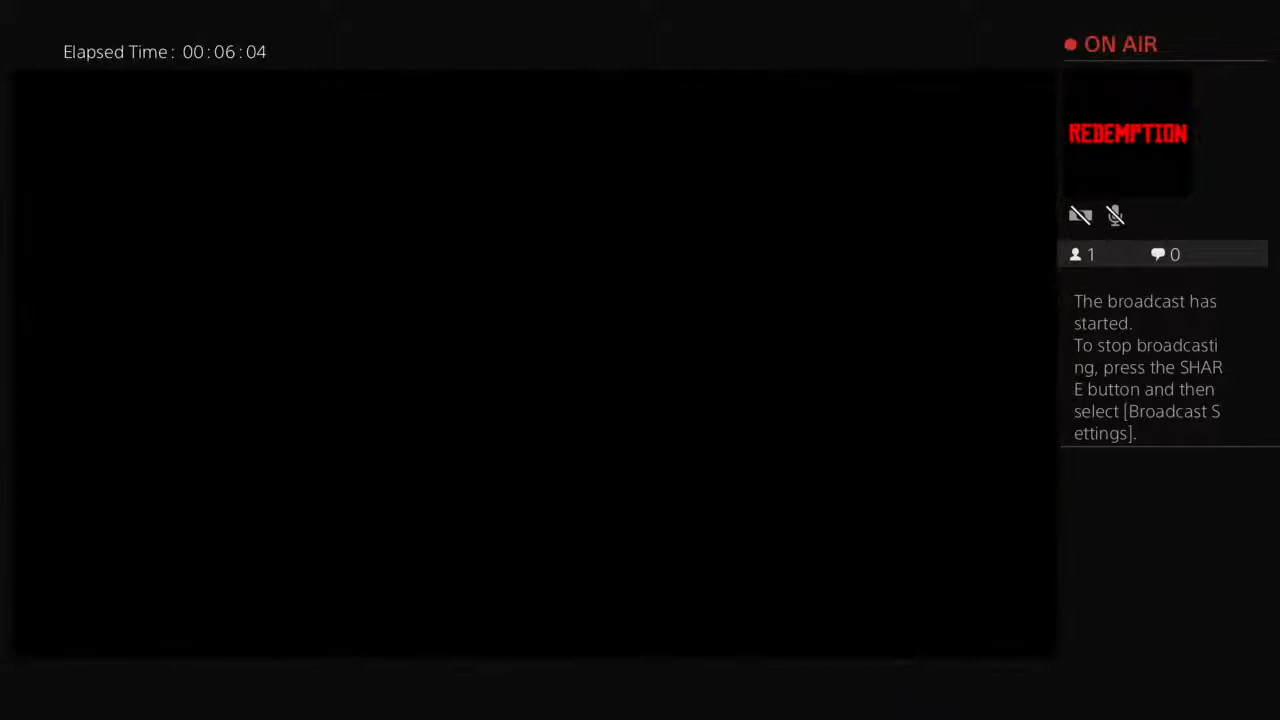 Elapsed Time: 00:06:04
ON AIR
REDEMPTION
1
0
The broadcast has
started.
To stop broadcasti
ng, press the SHAR
E button and then
select [Broadcast S
ettings].